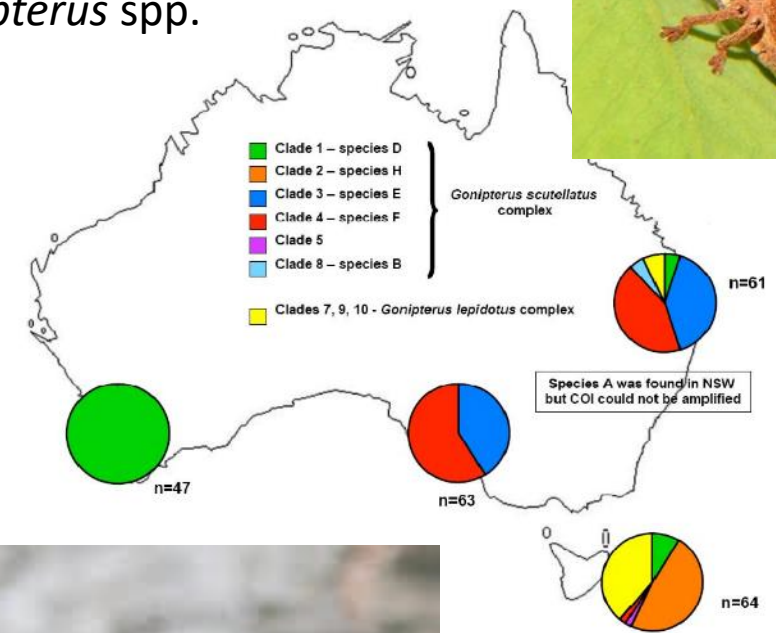 pterus spp.
Clade 1 – species D
Clade 2 – species H
Clade 3 – species E
Clade 4 – species F
Clade 5
Clade 8 – species B
Gonipterus scutellatus
complex
Clades 7, 9, 10 - Gonipterus lepidotus complex
n=61
Species A was found in NSW
but COI could not be amplified
n=47
n=63
n=64